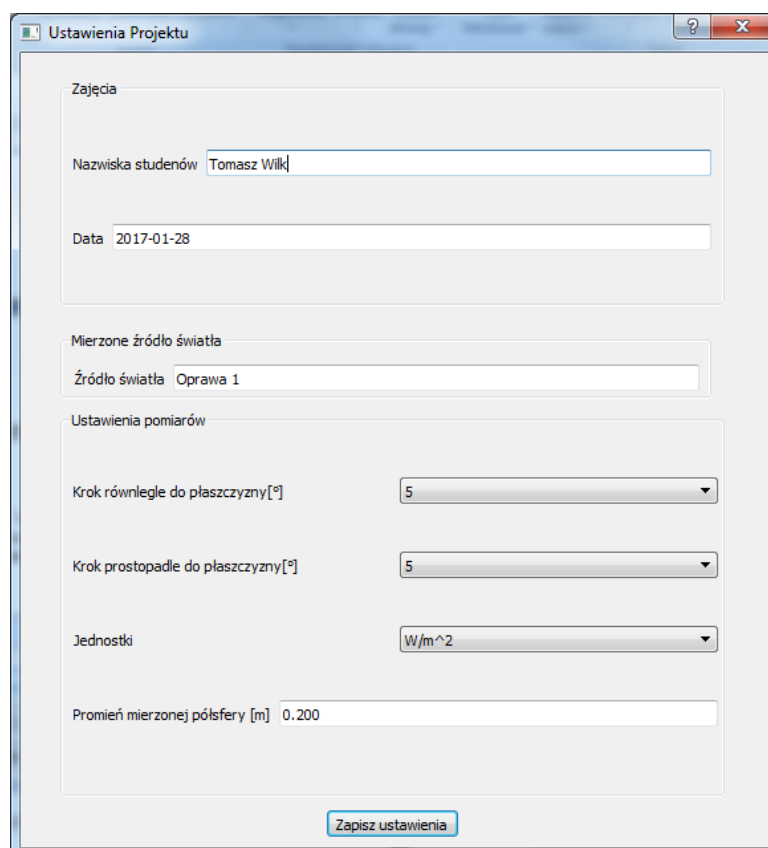 Ustawienia Projektu
Zajęcia
Nazwiska studenów Tomasz Wilk
Data 2017-01-28
Mierzone źródło światła
Źródło światła Oprawa 1
Ustawienia pomiarów
Krok równlegle do płaszczyzny[°] 5
Krok prostopadle do płaszczyzny[°] 5
Jednostki W/m^2
Promień mierzonej półsfery [m] 0.200
Zapisz ustawienia